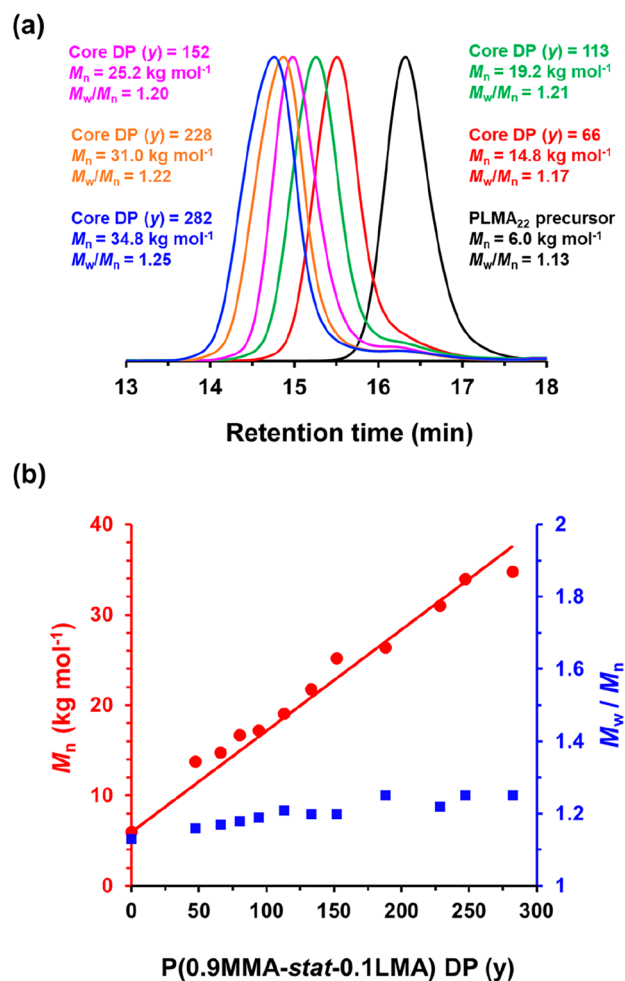 (a)
Core DP (y) = 152
Mn = 25.2 kg mol-1
Mw/Mn = 1.20
Core DP (y) = 228
Mn = 31.0 kg mol-1
Mw/Mn = 1.22
Core DP (y) = 282
Mn = 34.8 kg mol-1
Mw/Mn = 1.25
Core DP (y) = 113
Mn = 19.2 kg mol-1
Mw/Mn = 1.21
Core DP (y) = 66
Mn = 14.8 kg mol-1
Mw/Mn = 1.17
PLMA22 precursor
Mn = 6.0 kg mol-1
Mw/Mn = 1.13
13 14 15 16 17 18
Retention time (min)
(b)
40
30
20
10
0
Mn (kg mol-1)
2
1.8
1.6
1.4
1.2
1
Mw / Mn
0 50 100 150 200 250 300
P(0.9MMA-stat-0.1LMA) DP (y)